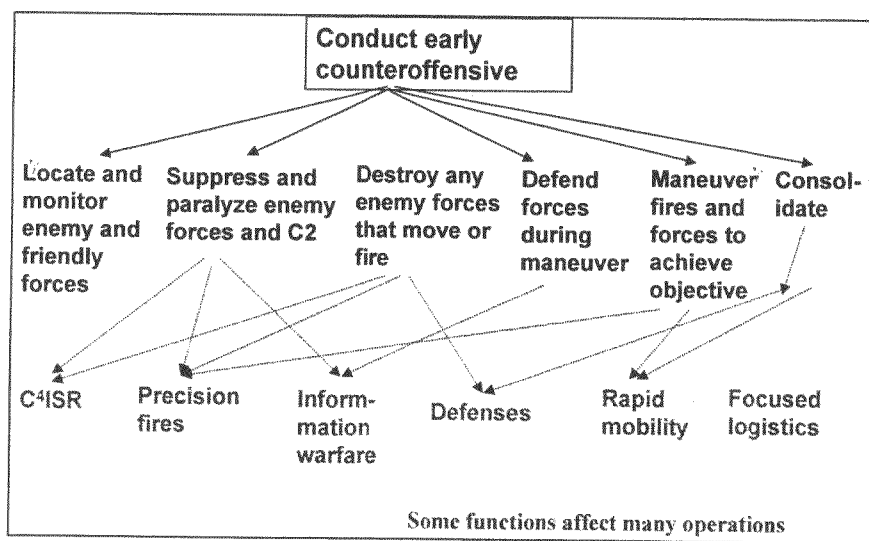 Conduct early
counteroffensive
Locate and
monitor
enemy and
friendly
forces
Suppress and
paralyze enemy
forces and C2
Destroy any
enemy forces
that move or
fire
Defend
forces
during
maneuver
Maneuver
fires and
forces to
achieve
objective
Consol-
idate
C⁴ISR
Precision
fires
Inform-
mation
warfare
Defenses
Rapid
mobility
Focused
logistics
Some functions affect many operations